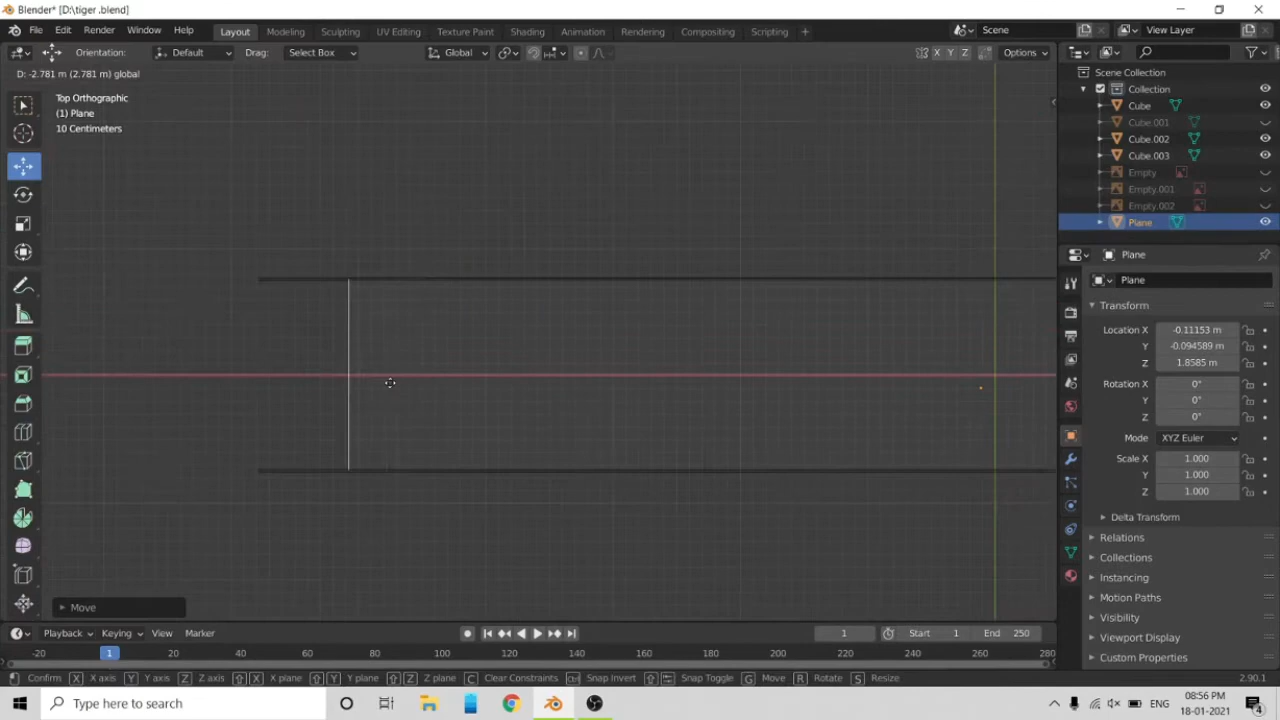 Blender* [D:\tiger .blend]
File Edit Render Window Help Layout Modeling Sculpting UV Editing Texture Paint Shading Animation Rendering Compositing Scripting + Scene View Layer
Orientation: Default Drag: Select Box Global X Y Z Options
D: -2.781 m (2.781 m) global
Top Orthographic
(1) Plane
10 Centimeters
Scene Collection
Collection
Cube
Cube.001
Cube.002
Cube.003
Empty
Empty.001
Empty.002
Plane
Plane
Plane
Transform
Location X -0.11153 m
Y -0.094589 m
Z 1.8585 m
Rotation X 0°
Y 0°
Z 0°
Mode XYZ Euler
Scale X 1.000
Y 1.000
Z 1.000
Delta Transform
Relations
Collections
Instancing
Motion Paths
Visibility
Viewport Display
Custom Properties
Move
Playback Keying View Marker 1 Start 1 End 250
-20 1 20 40 60 80 100 120 140 160 180 200 220 240 260 280
Confirm X X axis Y Y axis Z Z axis X X plane Y Y plane Z Z plane C Clear Constraints Ctrl Snap Invert Snap Toggle G Move R Rotate S Resize 2.90.1
Type here to search
ENG
08:56 PM
18-01-2021
4